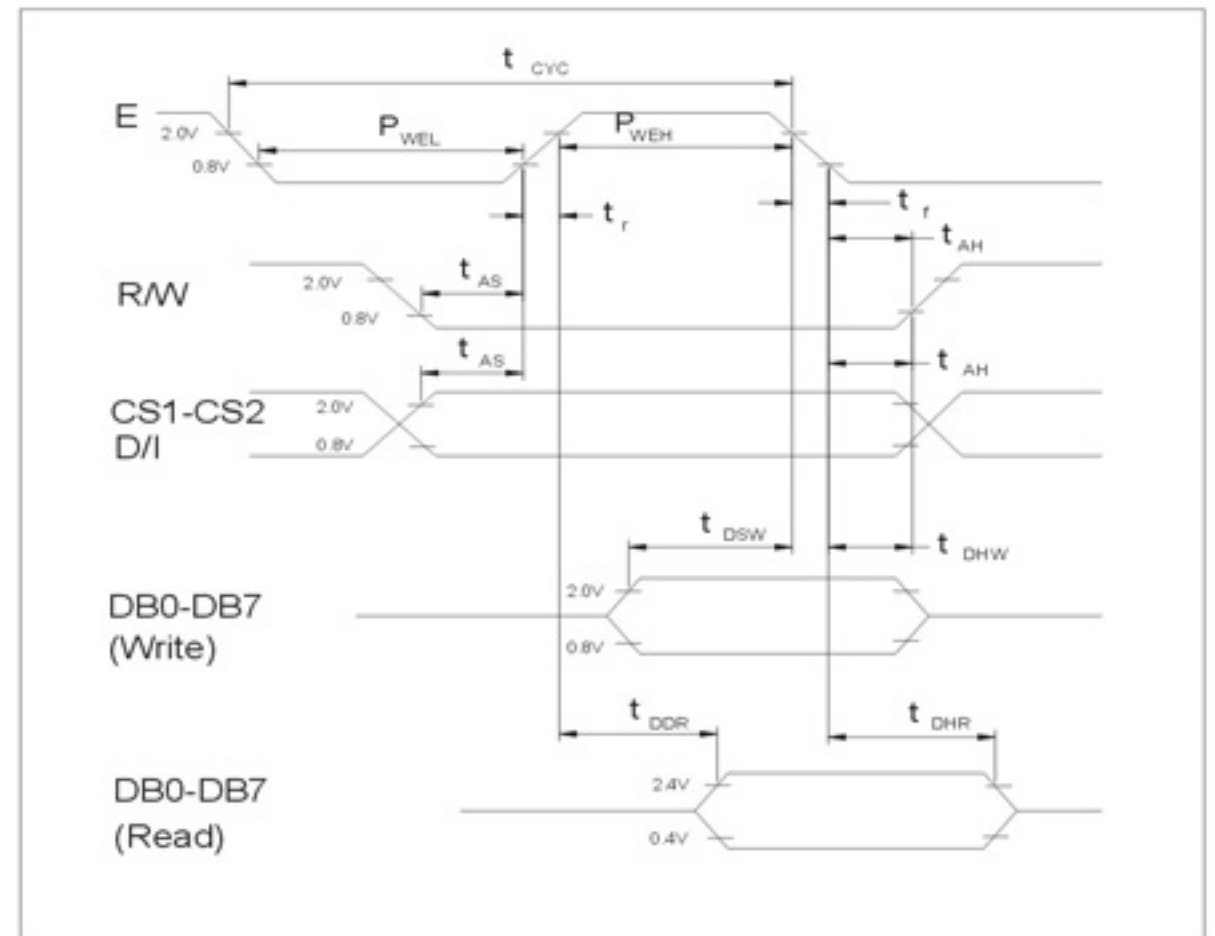 t CYC
E
2.0V
P WEL
P WEH
0.8V
t r
t f
t AH
R/W
2.0V
t AS
0.8V
t AS
t AH
CS1-CS2
2.0V
D/I
0.8V
t DSW
t DHW
DB0-DB7
2.0V
(Write)
0.8V
t DDR
t DHR
DB0-DB7
2.4V
(Read)
0.4V